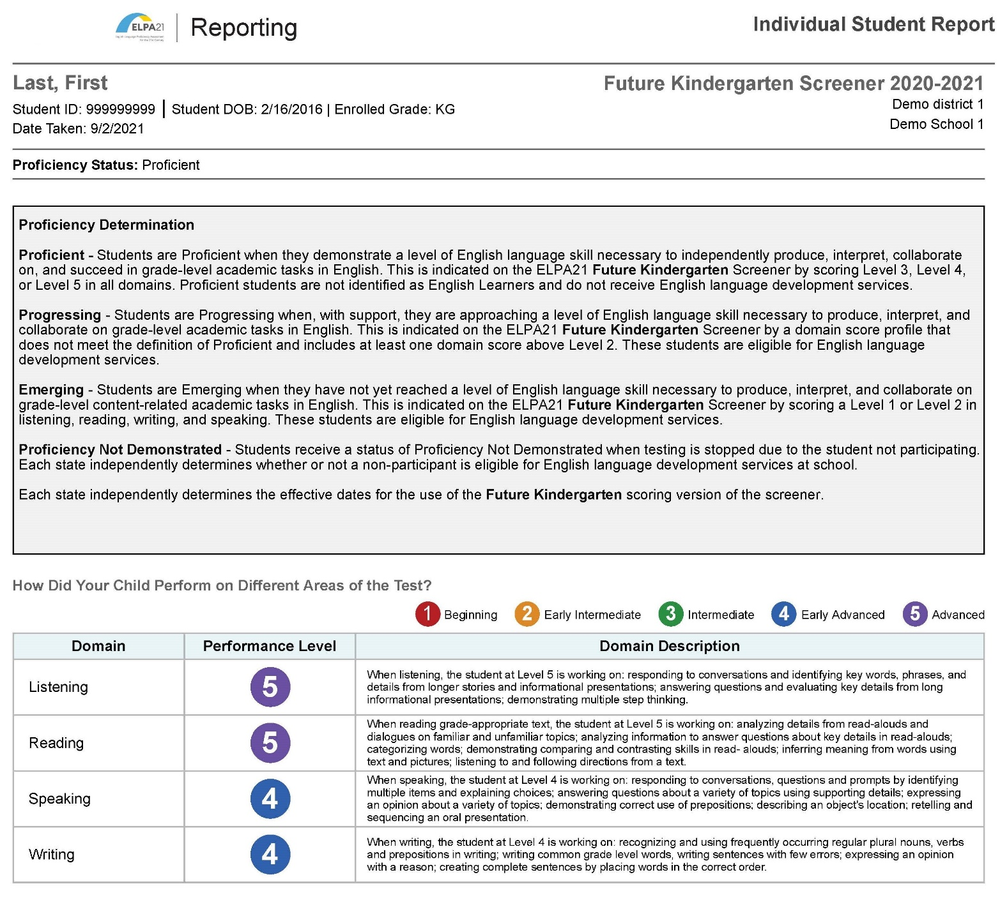 ELPA21
English Language Proficiency Assessment
for the 21st Century
Reporting
Individual Student Report
Last, First
Future Kindergarten Screener 2020-2021
Student ID: 999999999 | Student DOB: 2/16/2016 | Enrolled Grade: KG
Demo district 1
Date Taken: 9/2/2021
Demo School 1
Proficiency Status: Proficient
Proficiency Determination
Proficient - Students are Proficient when they demonstrate a level of English language skill necessary to independently produce, interpret, collaborate
on, and succeed in grade-level academic tasks in English. This is indicated on the ELPA21 Future Kindergarten Screener by scoring Level 3, Level 4,
or Level 5 in all domains. Proficient students are not identified as English Learners and do not receive English language development services.
Progressing - Students are Progressing when, with support, they are approaching a level of English language skill necessary to produce, interpret, and
collaborate on grade-level academic tasks in English. This is indicated on the ELPA21 Future Kindergarten Screener by a domain score profile that
does not meet the definition of Proficient and includes at least one domain score above Level 2. These students are eligible for English language
development services.
Emerging - Students are Emerging when they have not yet reached a level of English language skill necessary to produce, interpret, and collaborate on
grade-level content-related academic tasks in English. This is indicated on the ELPA21 Future Kindergarten Screener by scoring a Level 1 or Level 2 in
listening, reading, writing, and speaking. These students are eligible for English language development services.
Proficiency Not Demonstrated - Students receive a status of Proficiency Not Demonstrated when testing is stopped due to the student not participating.
Each state independently determines whether or not a non-participant is eligible for English language development services at school.
Each state independently determines the effective dates for the use of the Future Kindergarten scoring version of the screener.
How Did Your Child Perform on Different Areas of the Test?
1 Beginning 2 Early Intermediate 3 Intermediate 4 Early Advanced 5 Advanced
Domain Performance Level Domain Description
Listening
5
When listening, the student at Level 5 is working on: responding to conversations and identifying key words, phrases, and
details from longer stories and informational presentations; answering questions and evaluating key details from long
informational presentations; demonstrating multiple step thinking.
Reading
5
When reading grade-appropriate text, the student at Level 5 is working on: analyzing details from read-alouds and
dialogues on familiar and unfamiliar topics; analyzing information to answer questions about key details in read-alouds;
categorizing words; demonstrating comparing and contrasting skills in read- alouds; inferring meaning from words using
text and pictures; listening to and following directions from a text.
Speaking
4
When speaking, the student at Level 4 is working on: responding to conversations, questions and prompts by identifying
multiple items and explaining choices; answering questions about a variety of topics using supporting details; expressing
an opinion about a variety of topics; demonstrating correct use of prepositions; describing an object's location; retelling and
sequencing an oral presentation.
Writing
4
When writing, the student at Level 4 is working on: recognizing and using frequently occurring regular plural nouns, verbs
and prepositions in writing; writing common grade level words, writing sentences with few errors; expressing an opinion
with a reason; creating complete sentences by placing words in the correct order.